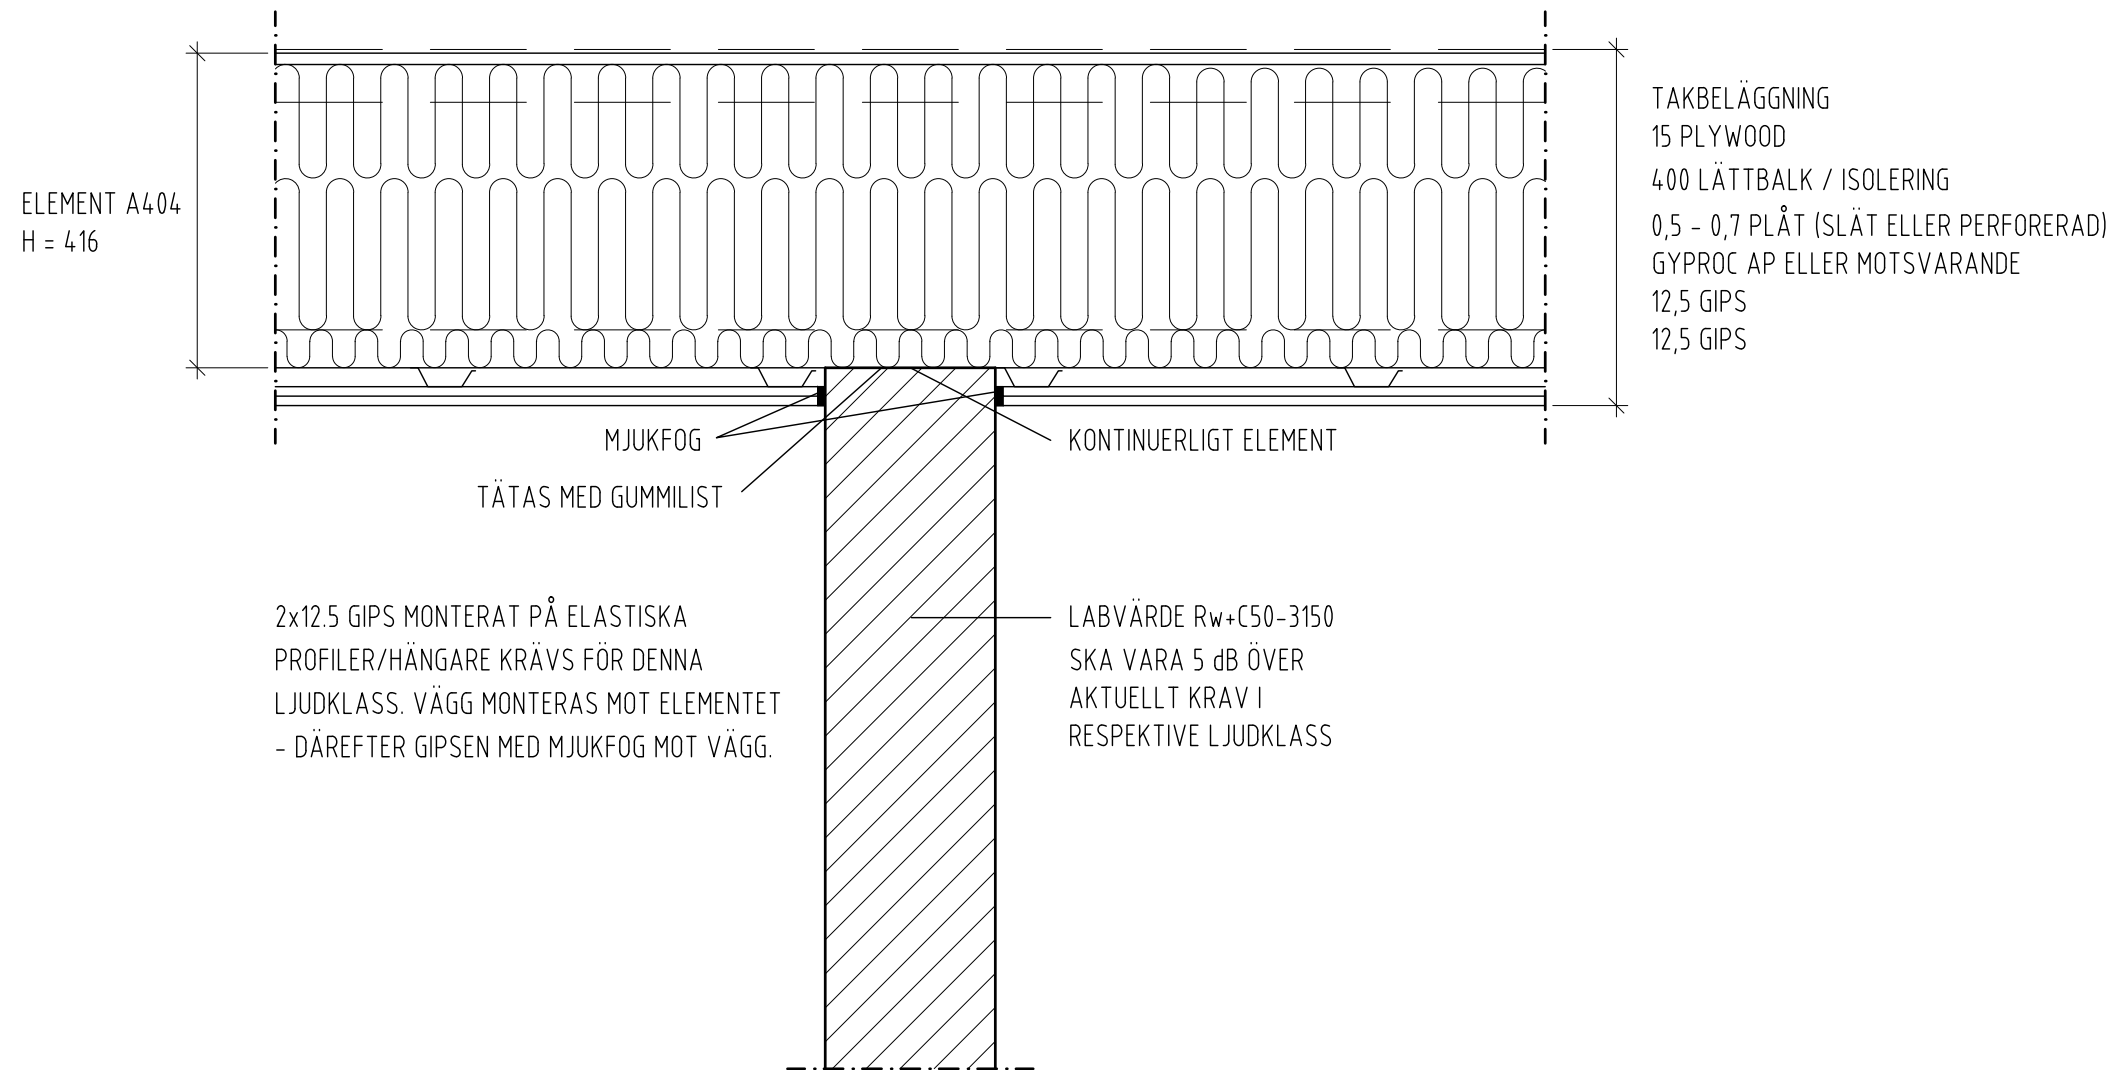 ELEMENT A404
H = 416
TAKBELÄGGNING
15 PLYWOOD
400 LÄTTBALK / ISOLERING
0,5 - 0,7 PLÅT (SLÄT ELLER PERFORERAD)
GYPROC AP ELLER MOTSVARANDE
12,5 GIPS
12,5 GIPS
MJUKFOG
KONTINUERLIGT ELEMENT
TÄTAS MED GUMMILIST
2x12.5 GIPS MONTERAT PÅ ELASTISKA
PROFILER/HÄNGARE KRÄVS FÖR DENNA
LJUDKLASS. VÄGG MONTERAS MOT ELEMENTET
- DÄREFTER GIPSEN MED MJUKFOG MOT VÄGG.
LABVÄRDE Rw+C50-3150
SKA VARA 5 dB ÖVER
AKTUELLT KRAV I
RESPEKTIVE LJUDKLASS